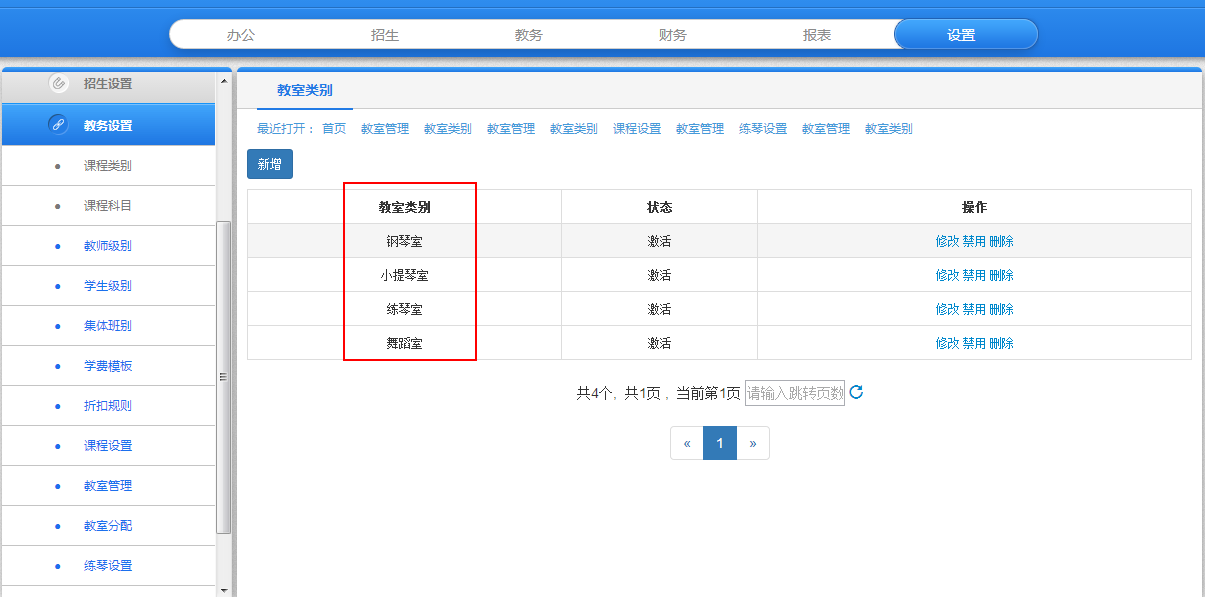 办公 招生 教务 财务 报表 设置
招生设置
教务设置
课程类别
课程科目
教师级别
学生级别
集体班别
学费模板
折扣规则
课程设置
教室管理
教室分配
练琴设置
教室类别
最近打开： 首页 教室管理 教室类别 教室管理 教室类别 课程设置 教室管理 练琴设置 教室管理 教室类别
新增
教室类别 状态 操作
钢琴室 激活 修改 禁用 删除
小提琴室 激活 修改 禁用 删除
练琴室 激活 修改 禁用 删除
舞蹈室 激活 修改 禁用 删除
共4个, 共1页 , 当前第1页 请输入跳转页数
« 1 »